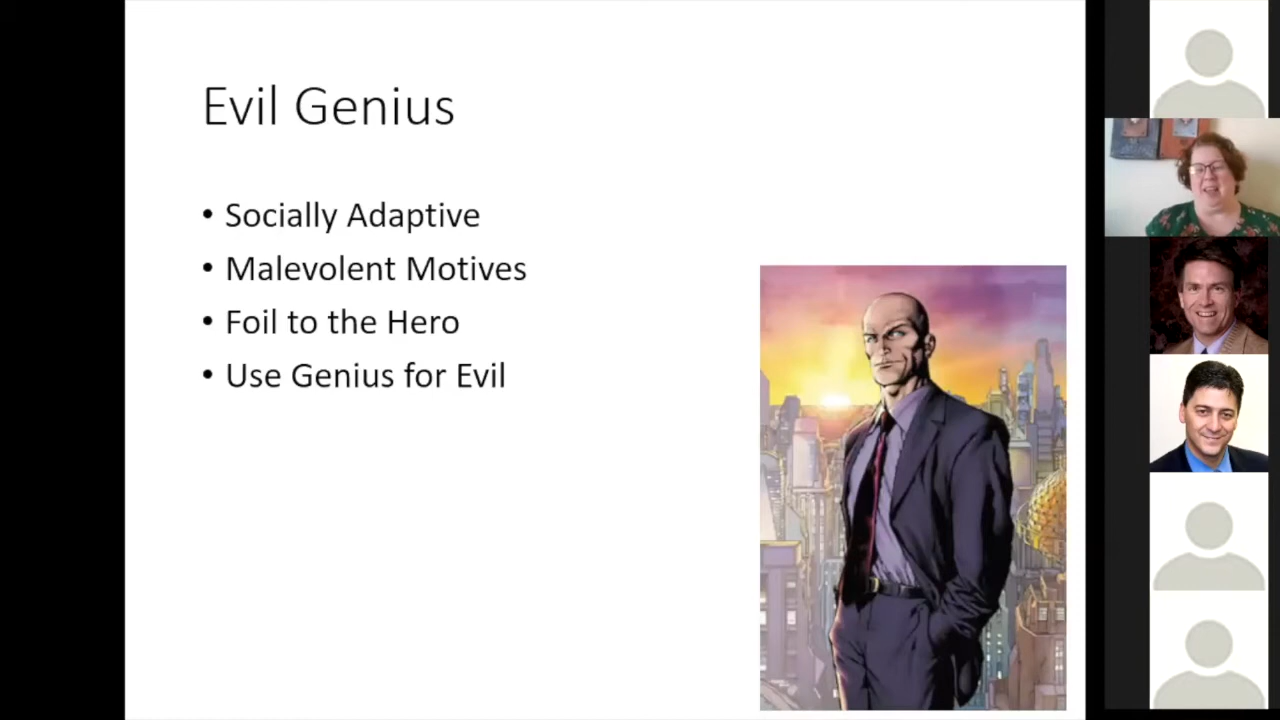 Evil Genius
• Socially Adaptive
• Malevolent Motives
• Foil to the Hero
• Use Genius for Evil